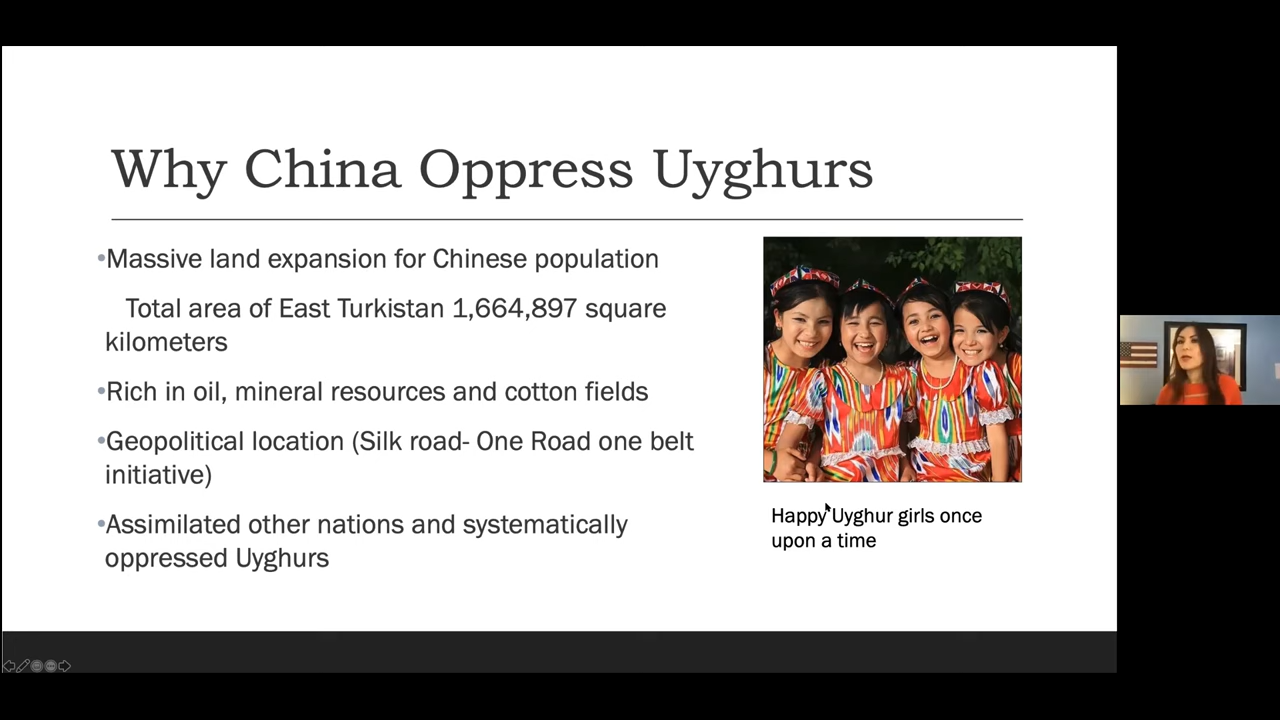 Why China Oppress Uyghurs
•Massive land expansion for Chinese population
Total area of East Turkistan 1,664,897 square
kilometers
•Rich in oil, mineral resources and cotton fields
•Geopolitical location (Silk road- One Road one belt
initiative)
•Assimilated other nations and systematically
oppressed Uyghurs
Happy Uyghur girls once
upon a time